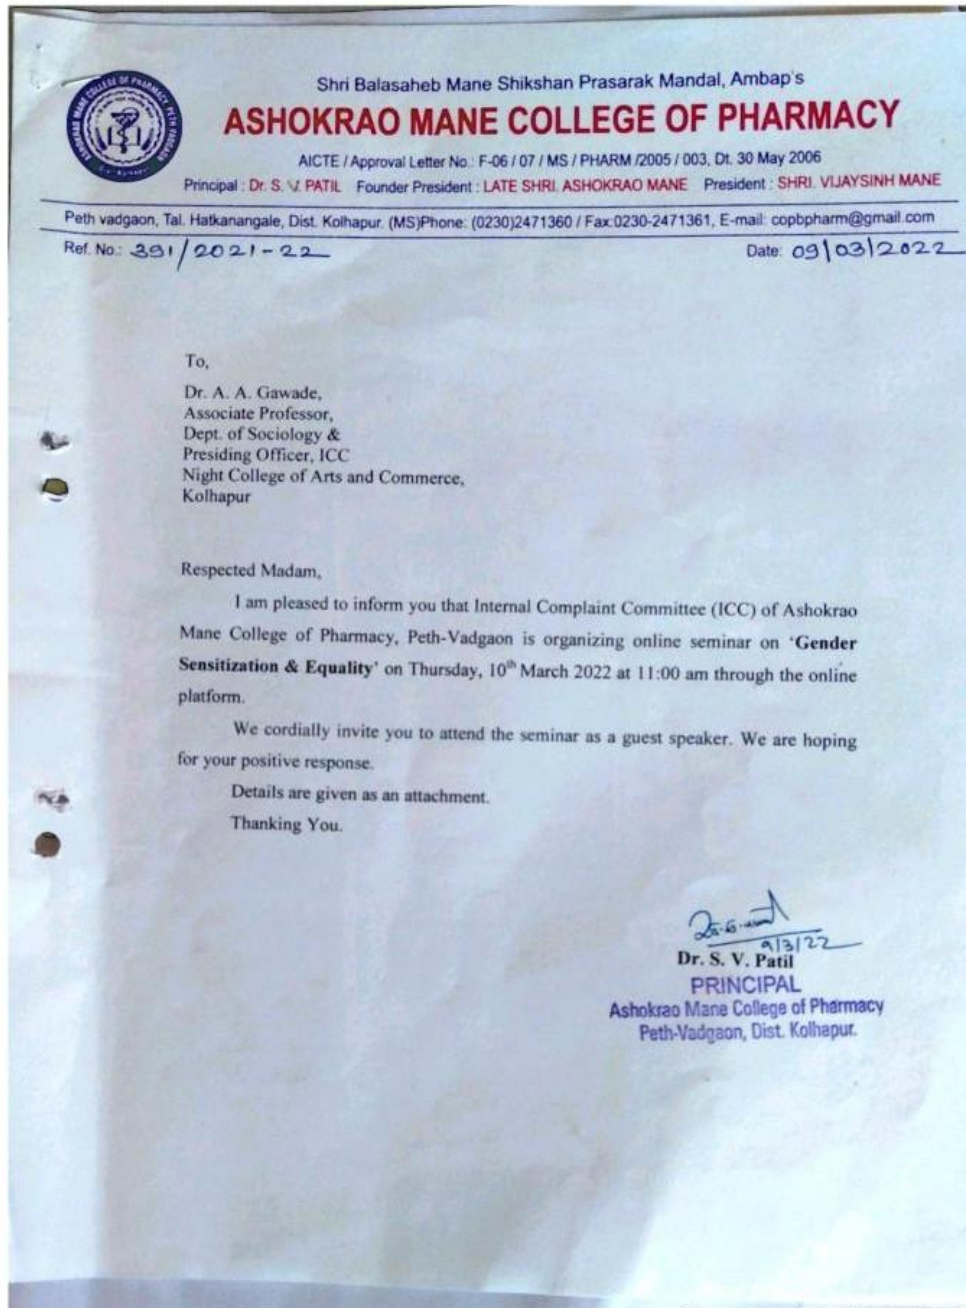 Shri Balasaheb Mane Shikshan Prasarak Mandal, Ambap's
ASHOKRAO MANE COLLEGE OF PHARMACY
AICTE / Approval Letter No.: F-06 / 07 / MS / PHARM /2005 / 003, Dt. 30 May 2006
Principal : Dr. S. V. PATIL Founder President : LATE SHRI. ASHOKRAO MANE President : SHRI. VIJAYSINH MANE
Peth vadgaon, Tal. Hatkanangale, Dist. Kolhapur. (MS)Phone: (0230)2471360 / Fax:0230-2471361, E-mail: copbpharm@gmail.com
Ref. No.: 391/2021-22 Date: 09|03|2022
To,
Dr. A. A. Gawade,
Associate Professor,
Dept. of Sociology &
Presiding Officer, ICC
Night College of Arts and Commerce,
Kolhapur
Respected Madam,
I am pleased to inform you that Internal Complaint Committee (ICC) of Ashokrao
Mane College of Pharmacy, Peth-Vadgaon is organizing online seminar on 'Gender
Sensitization & Equality' on Thursday, 10th March 2022 at 11:00 am through the online
platform.
We cordially invite you to attend the seminar as a guest speaker. We are hoping
for your positive response.
Details are given as an attachment.
Thanking You.
9/3/22
Dr. S. V. Patil
PRINCIPAL
Ashokrao Mane College of Pharmacy
Peth-Vadgaon, Dist. Kolhapur.